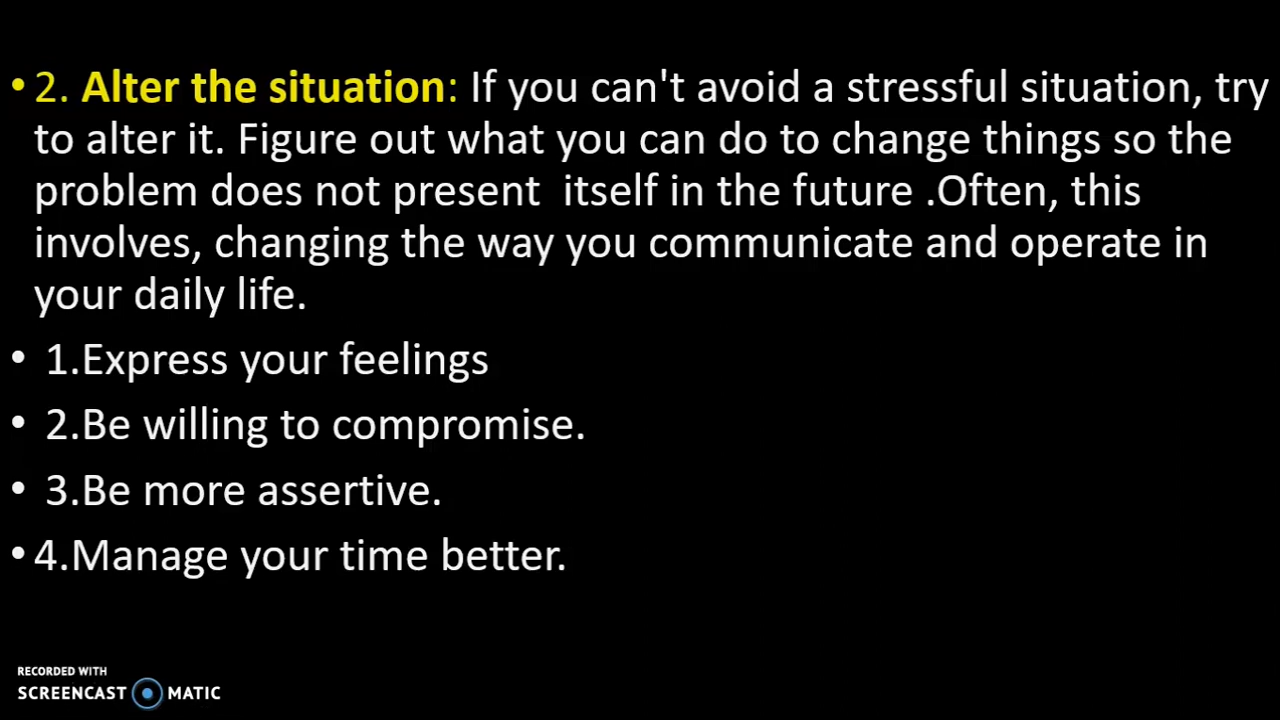 • 2. Alter the situation: If you can't avoid a stressful situation, try
to alter it. Figure out what you can do to change things so the
problem does not present  itself in the future .Often, this
involves, changing the way you communicate and operate in
your daily life.
• 1.Express your feelings
• 2.Be willing to compromise.
• 3.Be more assertive.
• 4.Manage your time better.
RECORDED WITH
SCREENCAST MATIC